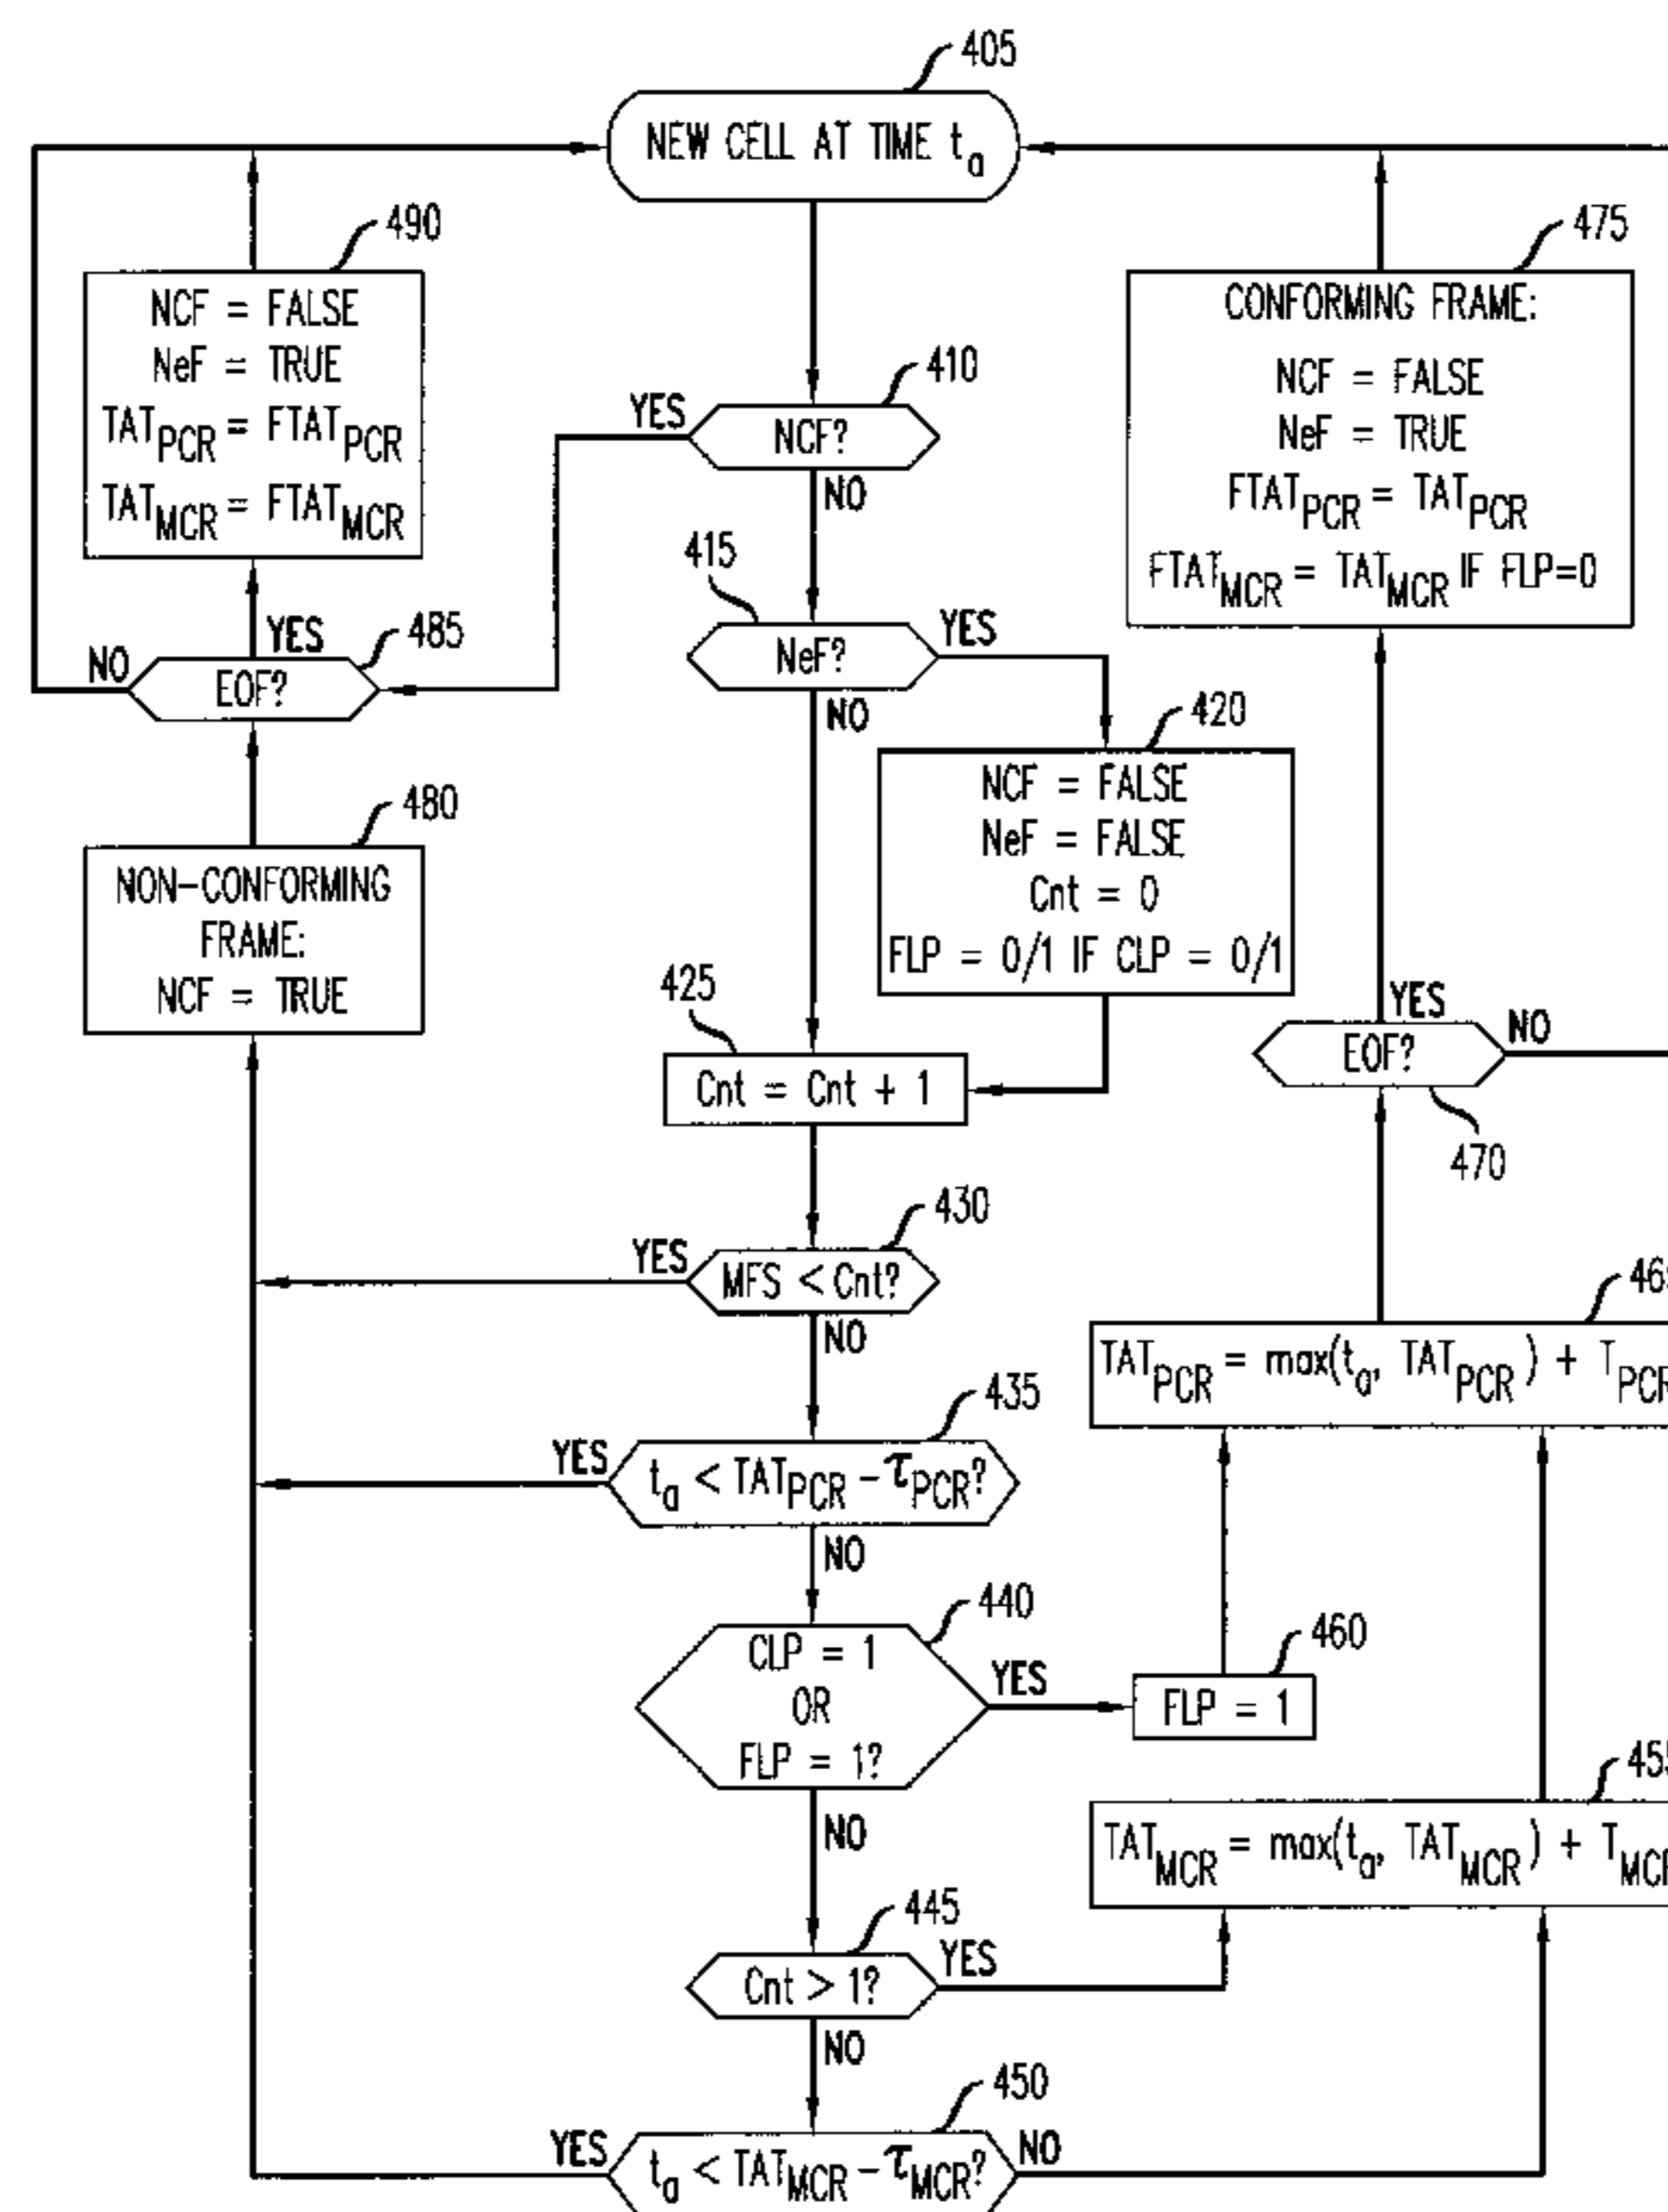 405
NEW CELL AT TIME ta
490
NCF = FALSE
NeF = TRUE
TATPCR = FTATPCR
TATMCR = FTATMCR
475
CONFORMING FRAME:
NCF = FALSE
NeF = TRUE
FTATPCR = TATPCR
FTATMCR = TATMCR IF FLP=0
410
YES
NCF?
NO
415
NeF?
YES
NO
485
YES
NO
EOF?
420
NCF = FALSE
NeF = FALSE
Cnt = 0
FLP = 0/1 IF CLP = 0/1
480
NON-CONFORMING
FRAME:
NCF = TRUE
425
Cnt = Cnt + 1
YES
EOF?
NO
470
430
YES
MFS < Cnt?
NO
TATPCR = max(ta, TATPCR) + TPCR
435
YES
ta < TATPCR - τPCR?
NO
440
CLP = 1
OR
FLP = 1?
YES
NO
460
FLP = 1
TATMCR = max(ta, TATMCR) + TMCR
445
Cnt > 1?
YES
NO
450
YES
ta < TATMCR - τMCR?
NO